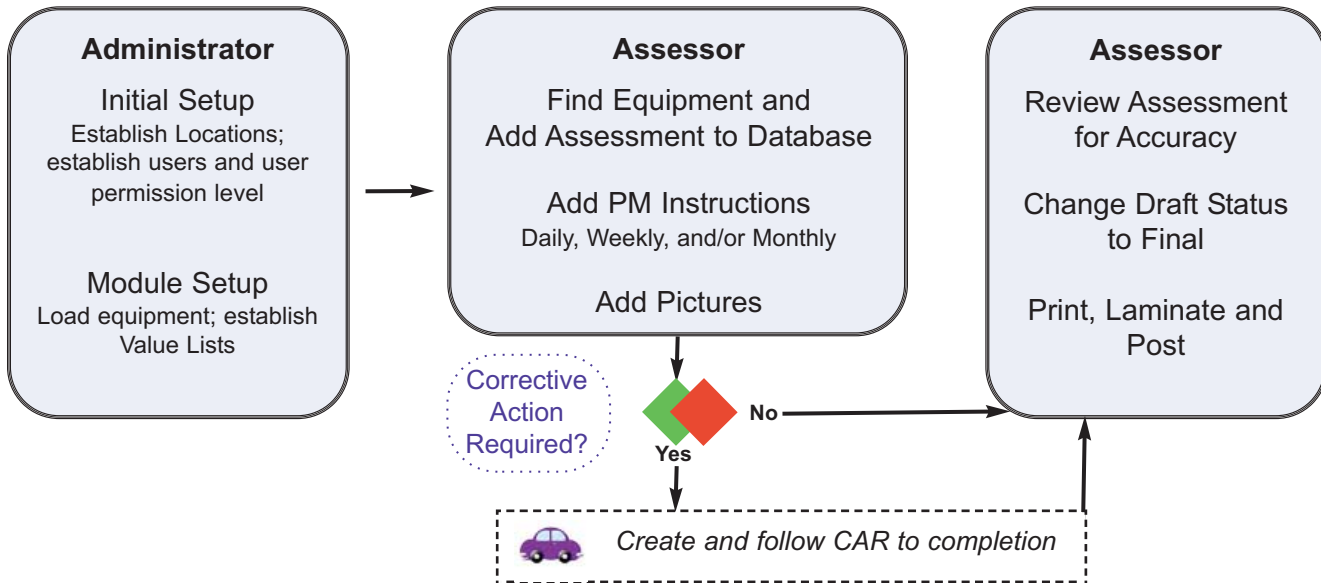 Administrator
Initial Setup
Establish Locations;
establish users and user
permission level
Module Setup
Load equipment; establish
Value Lists
Assessor
Find Equipment and
Add Assessment to Database
Add PM Instructions
Daily, Weekly, and/or Monthly
Add Pictures
Corrective
Action
Required?
No
Yes
Create and follow CAR to completion
Assessor
Review Assessment
for Accuracy
Change Draft Status
to Final
Print, Laminate and
Post